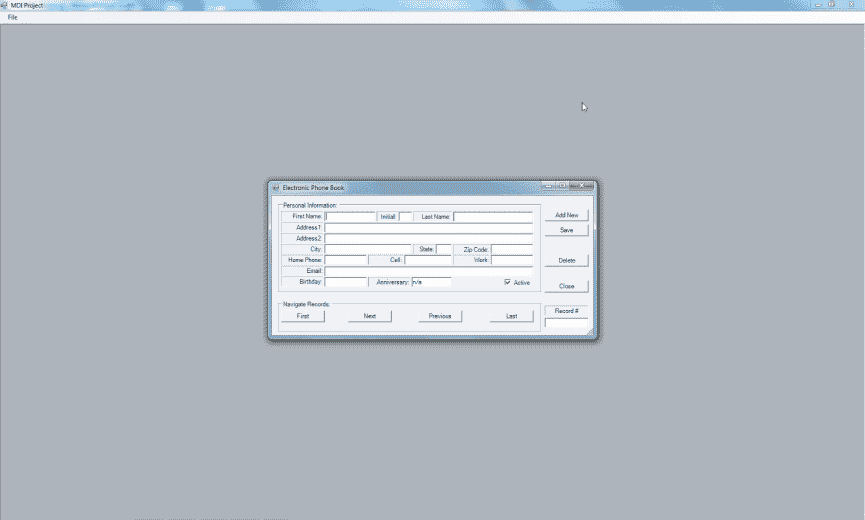 MDI Project
File
Electronic Phone Book
Personal Information:
First Name: Initial: Last Name:
Address1:
Address2:
City: State: Zip Code:
Home Phone: Cell: Work:
Email:
Birthday: Anniversary: n/a Active
Add New
Save
Delete
Close
Navigate Records
First Next Previous Last
Record #